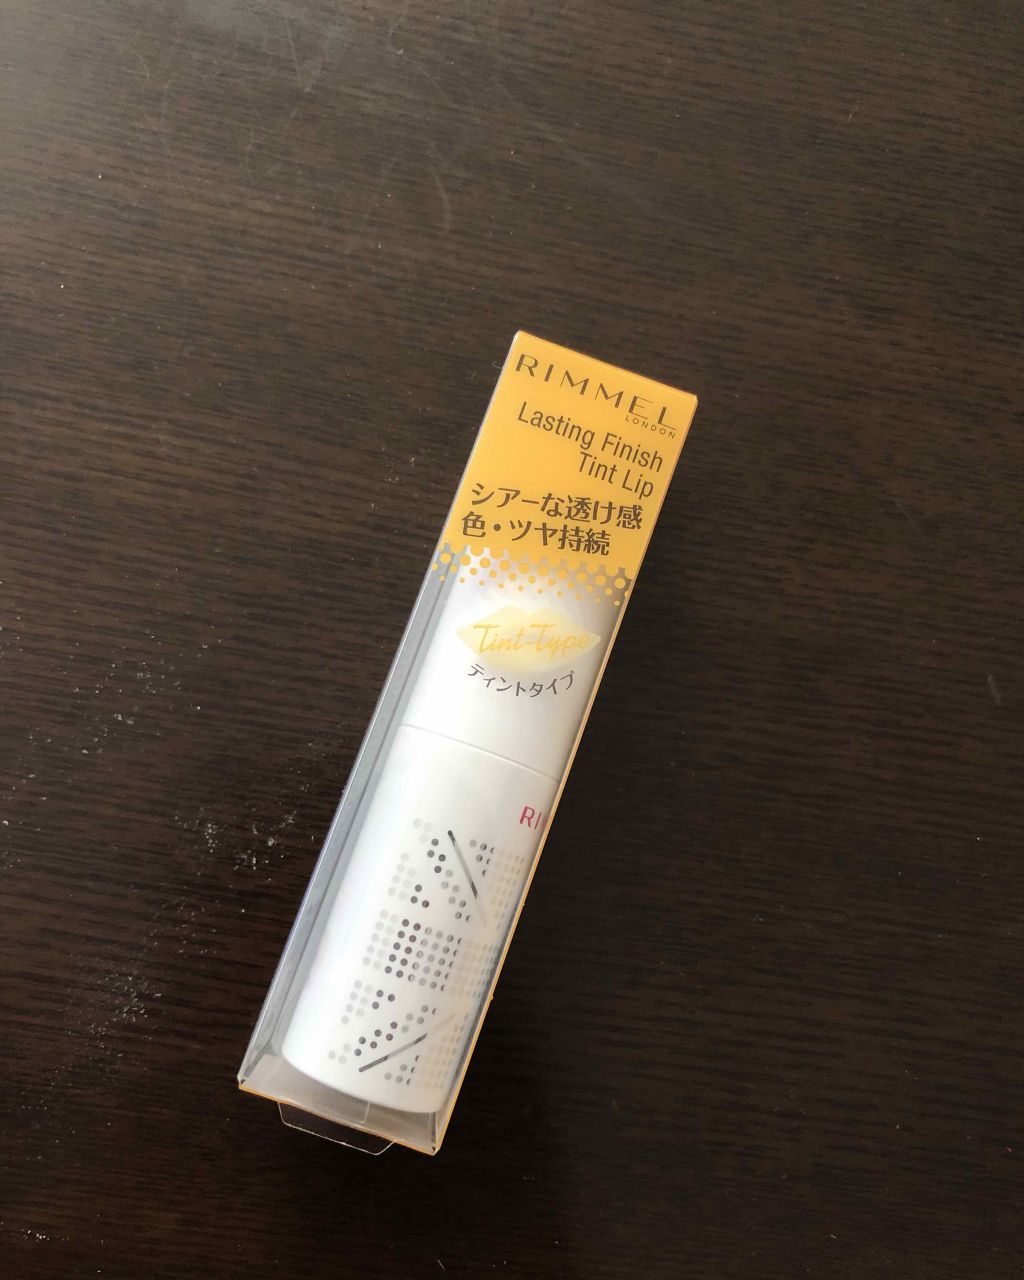 RIMMEL
LONDON
Lasting Finish
Tint Lip
シアーな透け感
色・ツヤ持続
Tint-Type
ティントタイプ
RI